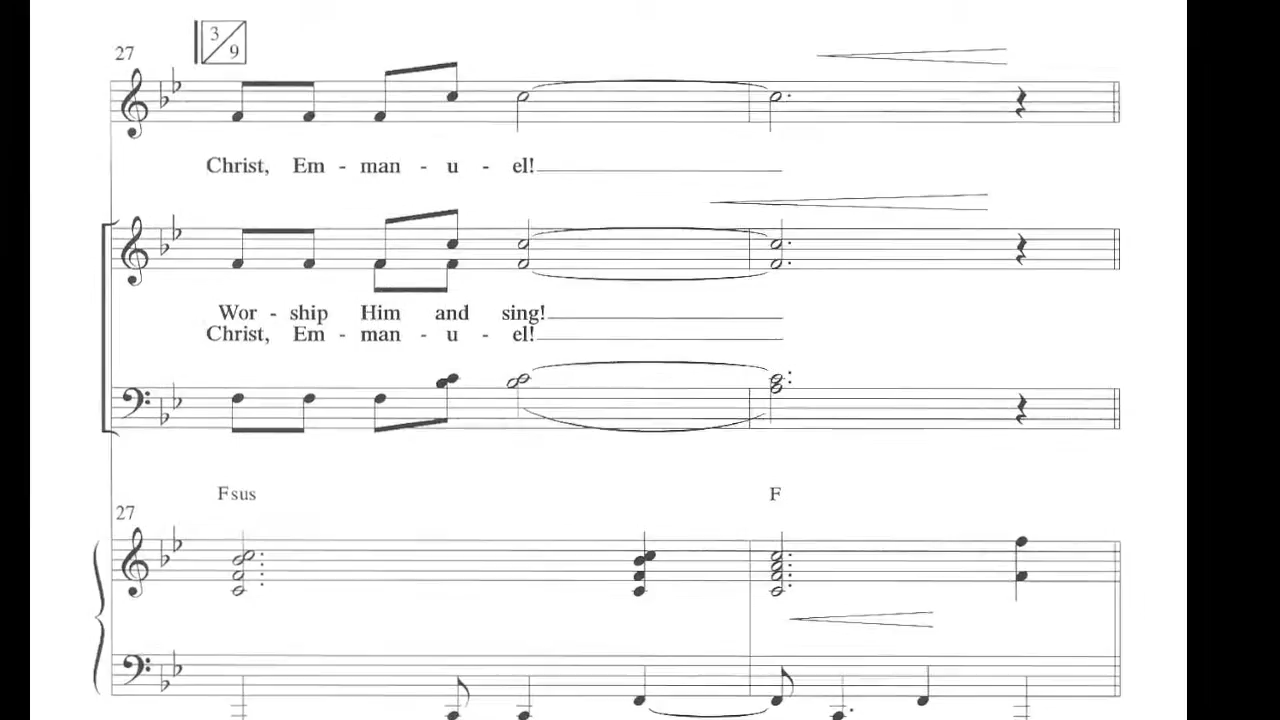 3
9
27
Christ, Em - man - u - el!
Wor - ship Him and sing!
Christ, Em - man - u - el!
Fsus F
27